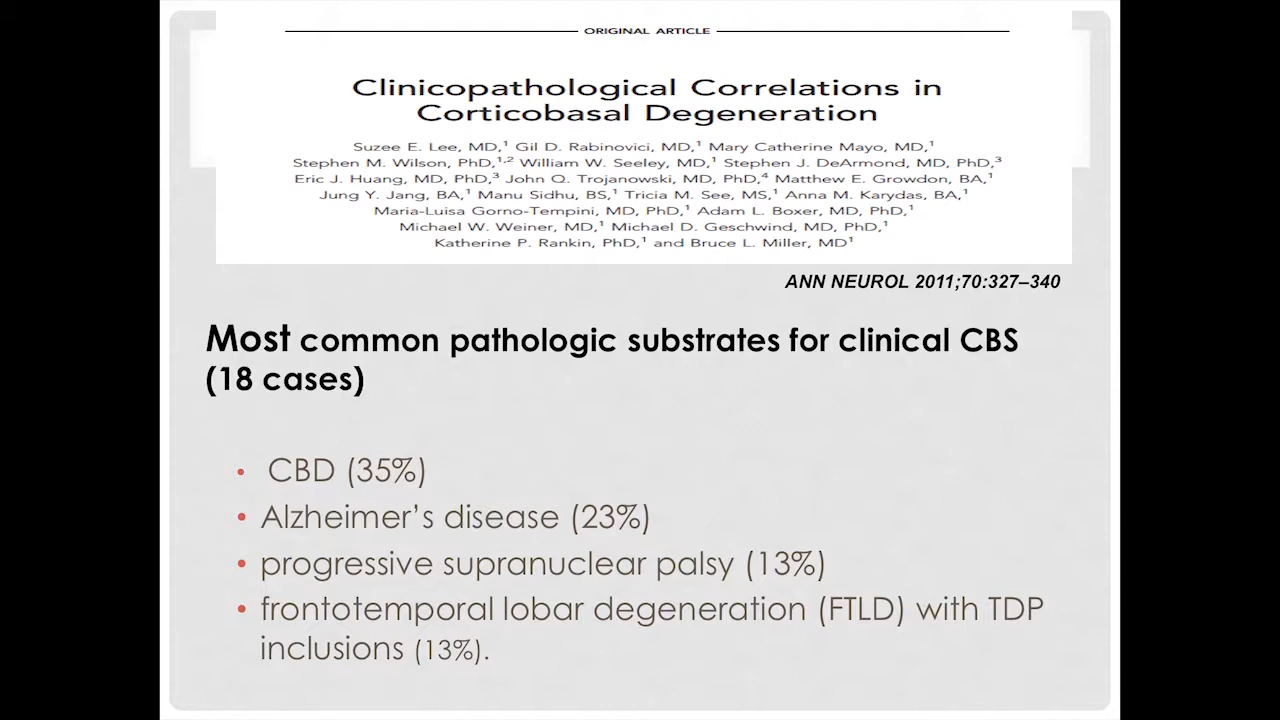 ORIGINAL ARTICLE
Clinicopathological Correlations in
Corticobasal Degeneration
Suzee E. Lee, MD,¹ Gil D. Rabinovici, MD,¹ Mary Catherine Mayo, MD,¹
Stephen M. Wilson, PhD,¹,² William W. Seeley, MD,¹ Stephen J. DeArmond, MD, PhD,³
Eric J. Huang, MD, PhD,³ John Q. Trojanowski, MD, PhD,⁴ Matthew E. Growdon, BA,¹
Jung Y. Jang, BA,¹ Manu Sidhu, BS,¹ Tricia M. See, MS,¹ Anna M. Karydas, BA,¹
Maria-Luisa Gorno-Tempini, MD, PhD,¹ Adam L. Boxer, MD, PhD,¹
Michael W. Weiner, MD,¹ Michael D. Geschwind, MD, PhD,¹
Katherine P. Rankin, PhD,¹ and Bruce L. Miller, MD¹
ANN NEUROL 2011;70:327–340
Most common pathologic substrates for clinical CBS
(18 cases)
• CBD (35%)
• Alzheimer’s disease (23%)
• progressive supranuclear palsy (13%)
• frontotemporal lobar degeneration (FTLD) with TDP
inclusions (13%).